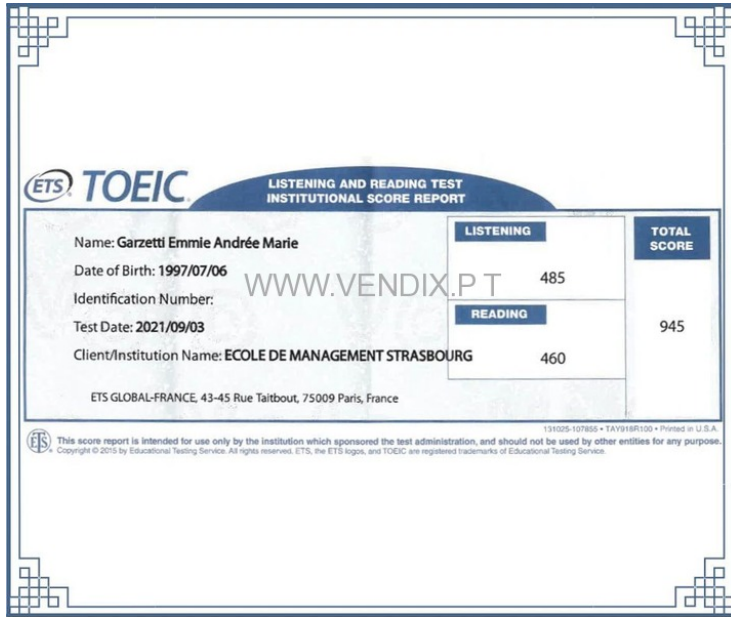 ETS TOEIC
LISTENING AND READING TEST
INSTITUTIONAL SCORE REPORT
Name: Garzetti Emmie Andrée Marie
Date of Birth: 1997/07/06
Identification Number:
Test Date: 2021/09/03
Client/Institution Name: ECOLE DE MANAGEMENT STRASBOURG
ETS GLOBAL-FRANCE, 43-45 Rue Taitbout, 75009 Paris, France
LISTENING
485
READING
460
TOTAL
SCORE
945
WWW.VENDIX.PT
131025-107855 • TAY918R100 • Printed in U.S.A.
ETS
This score report is intended for use only by the institution which sponsored the test administration, and should not be used by other entities for any purpose.
Copyright © 2015 by Educational Testing Service. All rights reserved. ETS, the ETS logos, and TOEIC are registered trademarks of Educational Testing Service.